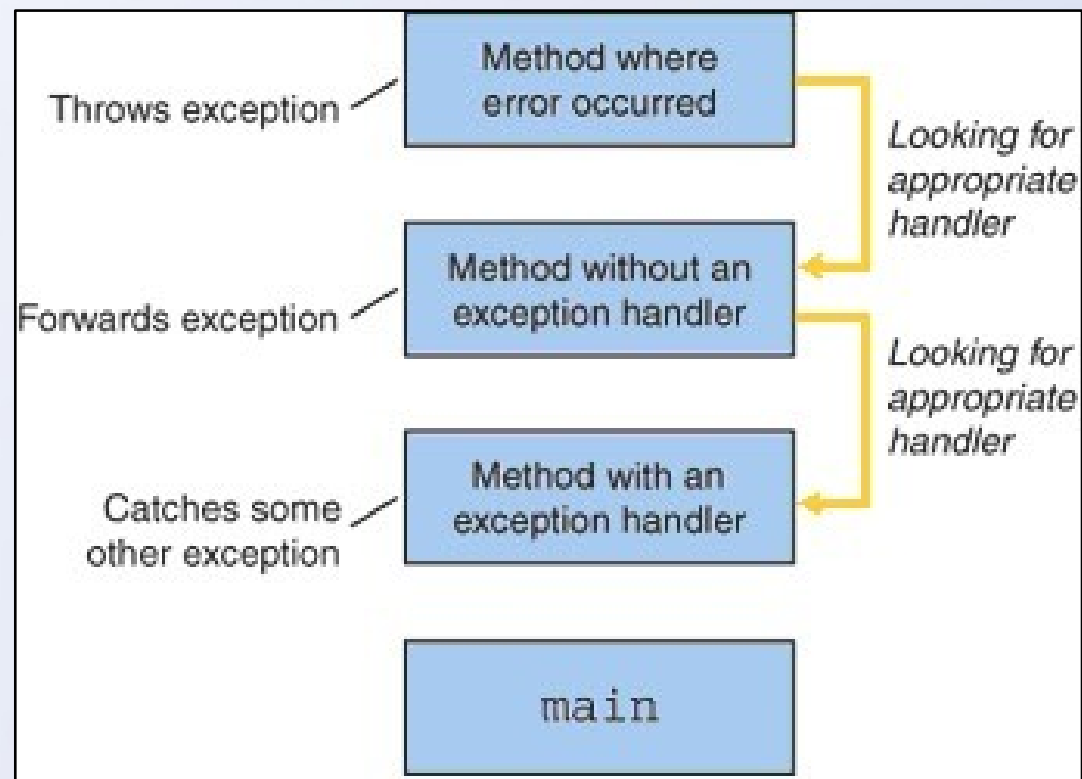 Method where
error occurred
Throws exception
Looking for
appropriate
handler
Method without an
exception handler
Forwards exception
Looking for
appropriate
handler
Method with an
exception handler
Catches some
other exception
main